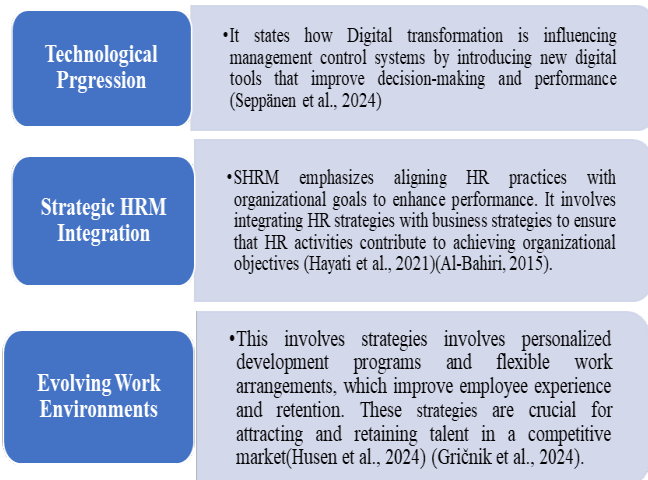 Technological
Prgression
•It states how Digital transformation is influencing
management control systems by introducing new digital
tools that improve decision-making and performance
(Seppänen et al., 2024)
Strategic HRM
Integration
•SHRM emphasizes aligning HR practices with
organizational goals to enhance performance. It involves
integrating HR strategies with business strategies to ensure
that HR activities contribute to achieving organizational
objectives (Hayati et al., 2021)(Al-Bahiri, 2015).
Evolving Work
Environments
•This involves strategies involves personalized
development programs and flexible work
arrangements, which improve employee experience
and retention. These strategies are crucial for
attracting and retaining talent in a competitive
market(Husen et al., 2024) (Gričnik et al., 2024).